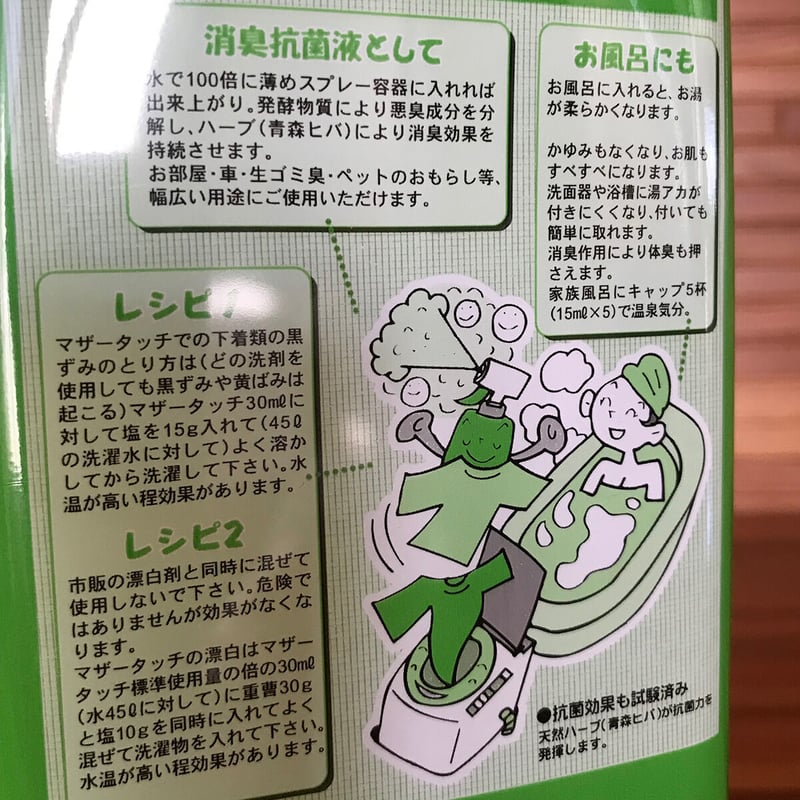 消臭抗菌液として
水で100倍に薄めスプレー容器に入れれば
出来上がり。発酵物質により悪臭成分を分
解し、ハーブ(青森ヒバ)により消臭効果を
持続させます。
お部屋・車・生ゴミ臭・ペットのおもらし等、
幅広い用途にご使用いただけます。
お風呂にも
お風呂に入れると、お湯
が柔らかくなります。
かゆみもなくなり、お肌も
すべすべになります。
洗面器や浴槽に湯アカが
付きにくくなり、付いても
簡単に取れます。
消臭作用により体臭も押
さえます。
家族風呂にキャップ5杯
(15mℓ×5)で温泉気分。
レシピ1
マザータッチでの下着類の黒
ずみのとり方は(どの洗剤を
使用しても黒ずみや黄ばみは
起こる)マザータッチ30mℓに
対して塩を15g入れて(45ℓ
の洗濯水に対して)よく溶か
してから洗濯して下さい。水
温が高い程効果があります。
レシピ2
市販の漂白剤と同時に混ぜて
使用しないで下さい。危険で
はありませんが効果がなくな
ります。
マザータッチの漂白はマザー
タッチ標準使用量の倍の30mℓ
(水45ℓに対して)に重曹30g
と塩10gを同時に入れてよく
混ぜて洗濯物を入れて下さい。
水温が高い程効果があります。
●抗菌効果も試験済み
天然ハーブ(青森ヒバ)が抗菌力を
発揮します。